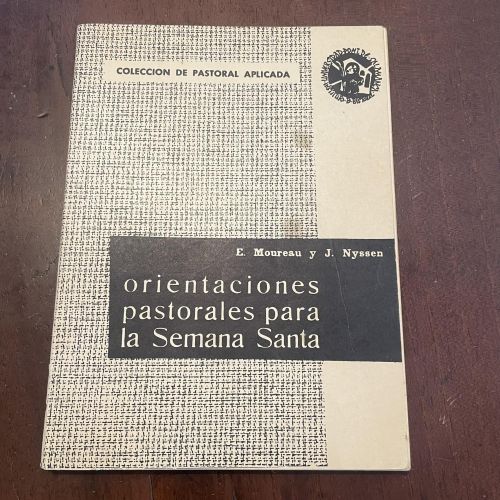 COLECCION DE PASTORAL APLICADA
E. Moureau y J. Nyssen
orientaciones
pastorales para
la Semana Santa